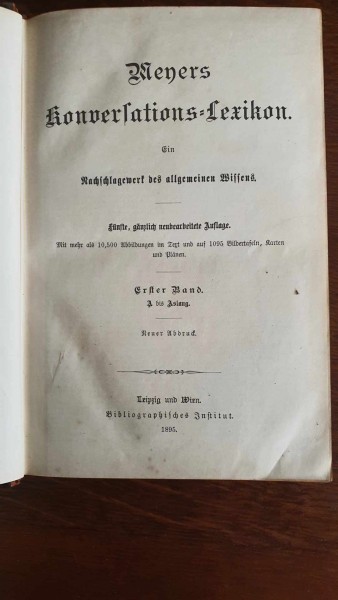 Meyers
Konversations-Lexikon.
Ein
Nachschlagewerk des allgemeinen Wissens.
Fünfte, gänzlich neubearbeitete Auflage.
Mit mehr als 10,500 Abbildungen im Text und auf 1095 Bildertafeln, Karten
und Plänen.
Erster Band.
A bis Aslang.
Neuer Abdruck.
Leipzig und Wien.
Bibliographisches Institut.
1895.